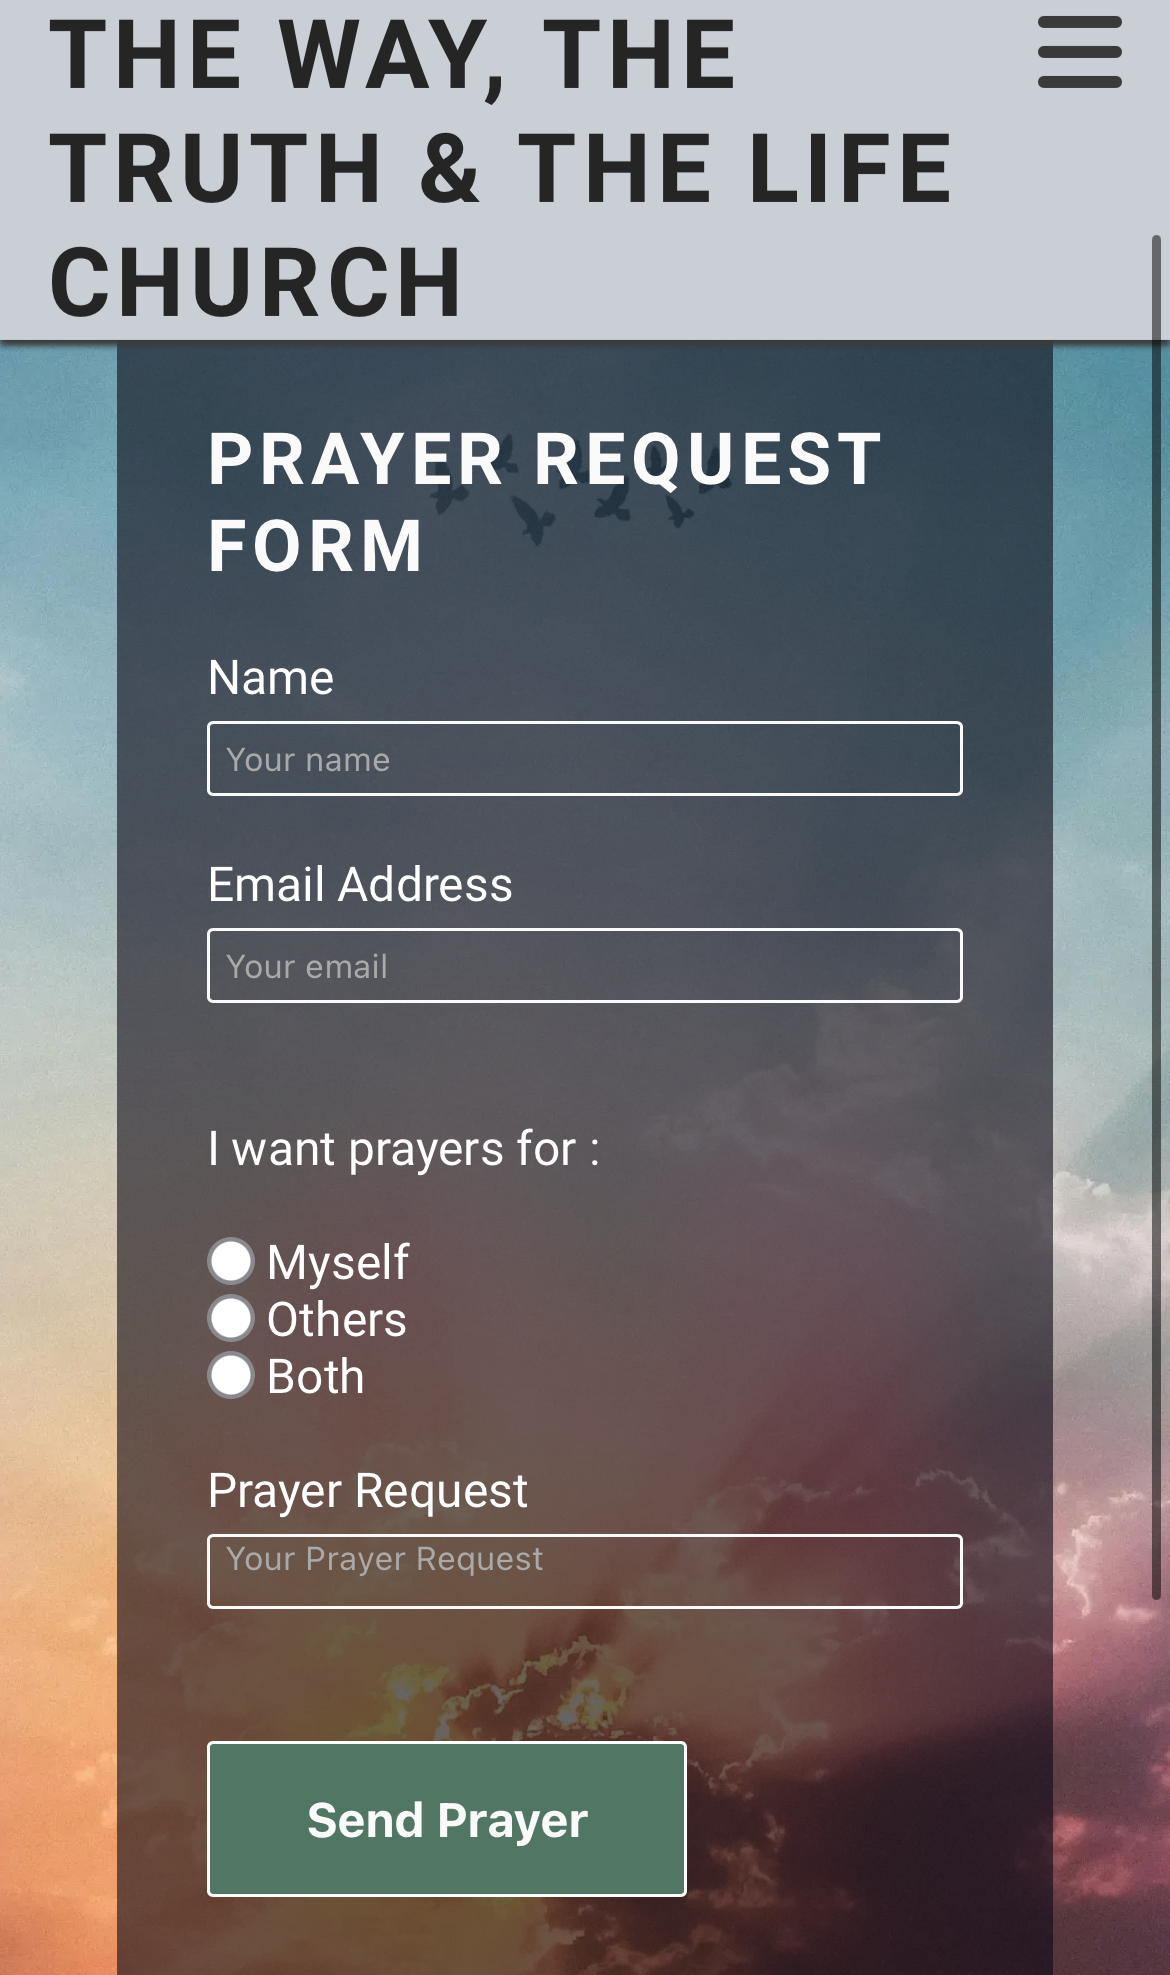 THE WAY, THE
TRUTH & THE LIFE
CHURCH
PRAYER REQUEST
FORM
Name
Your name
Email Address
Your email
I want prayers for :
Myself
Others
Both
Prayer Request
Your Prayer Request
Send Prayer